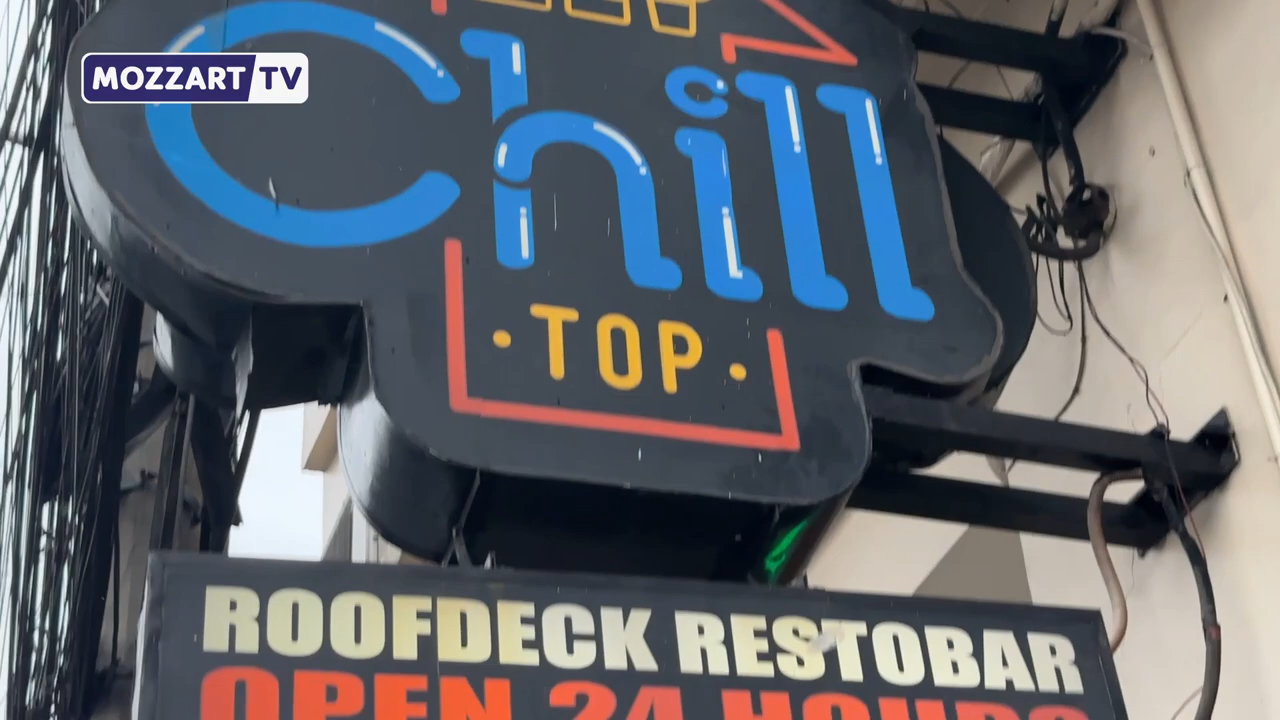 MOZZART TV
Chill
· TOP ·
ROOFDECK RESTOBAR
OPEN 24 HOURS